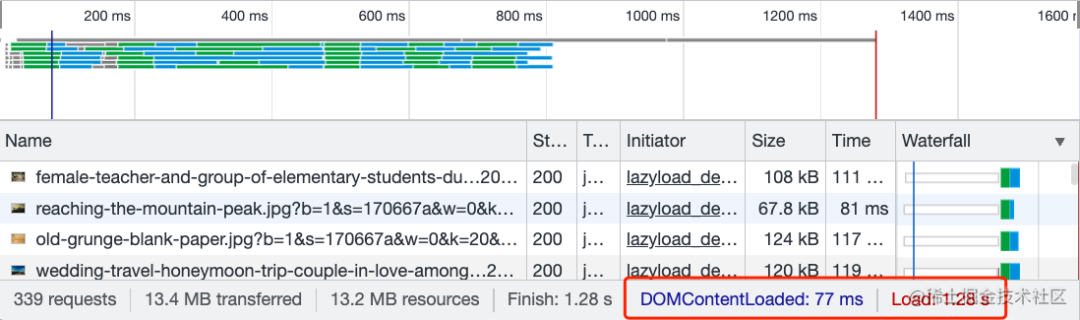 200 ms 400 ms 600 ms 800 ms 1000 ms 1200 ms 1400 ms 1600
Name St... T... Initiator Size Time Waterfall
female-teacher-and-group-of-elementary-students-du...20... 200 j... lazyload_de... 108 kB 111 ...
reaching-the-mountain-peak.jpg?b=1&s=170667a&w=0&k... 200 j... lazyload_de... 67.8 kB 81 ms
old-grunge-blank-paper.jpg?b=1&s=170667a&w=0&k=20&... 200 j... lazyload_de... 124 kB 117 ...
wedding-travel-honeymoon-trip-couple-in-love-among...2... 200 j... lazyload_de... 120 kB 119 ...
339 requests 13.4 MB transferred 13.2 MB resources Finish: 1.28 s DOMContentLoaded: 77 ms Load: 1.28 s
@稀土掘金技术社区